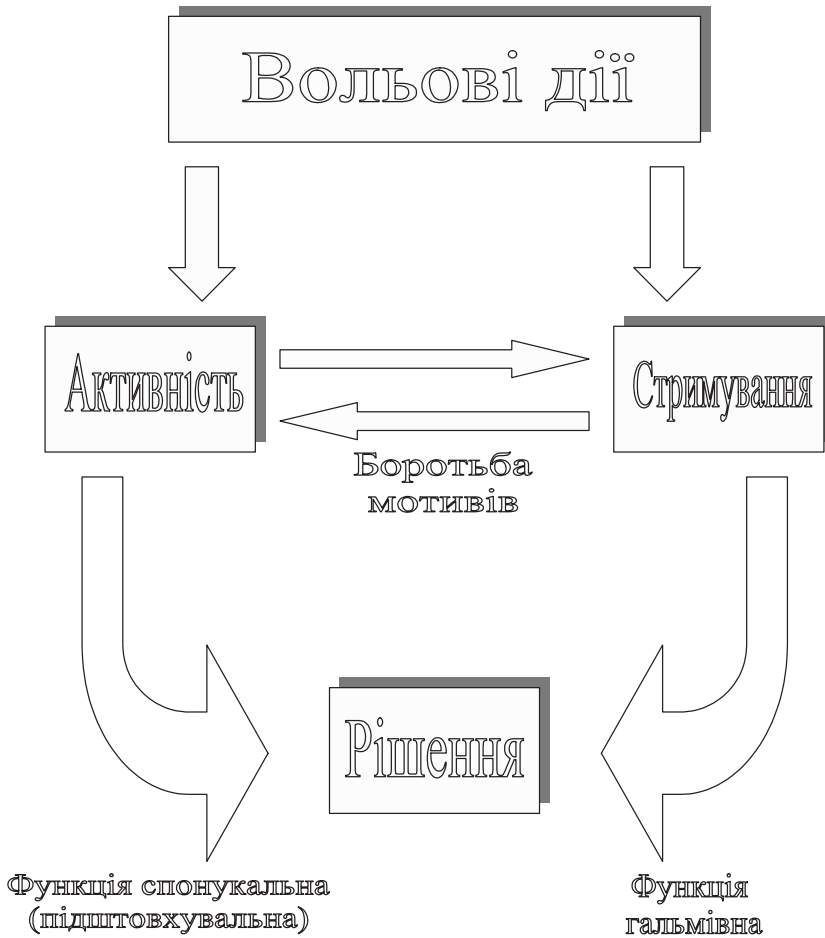 Вольові дії
Активність
Стримування
Боротьба
мотивів
Рішення
Функція спонукальна
(підштовхувальна)
Функція
гальмівна